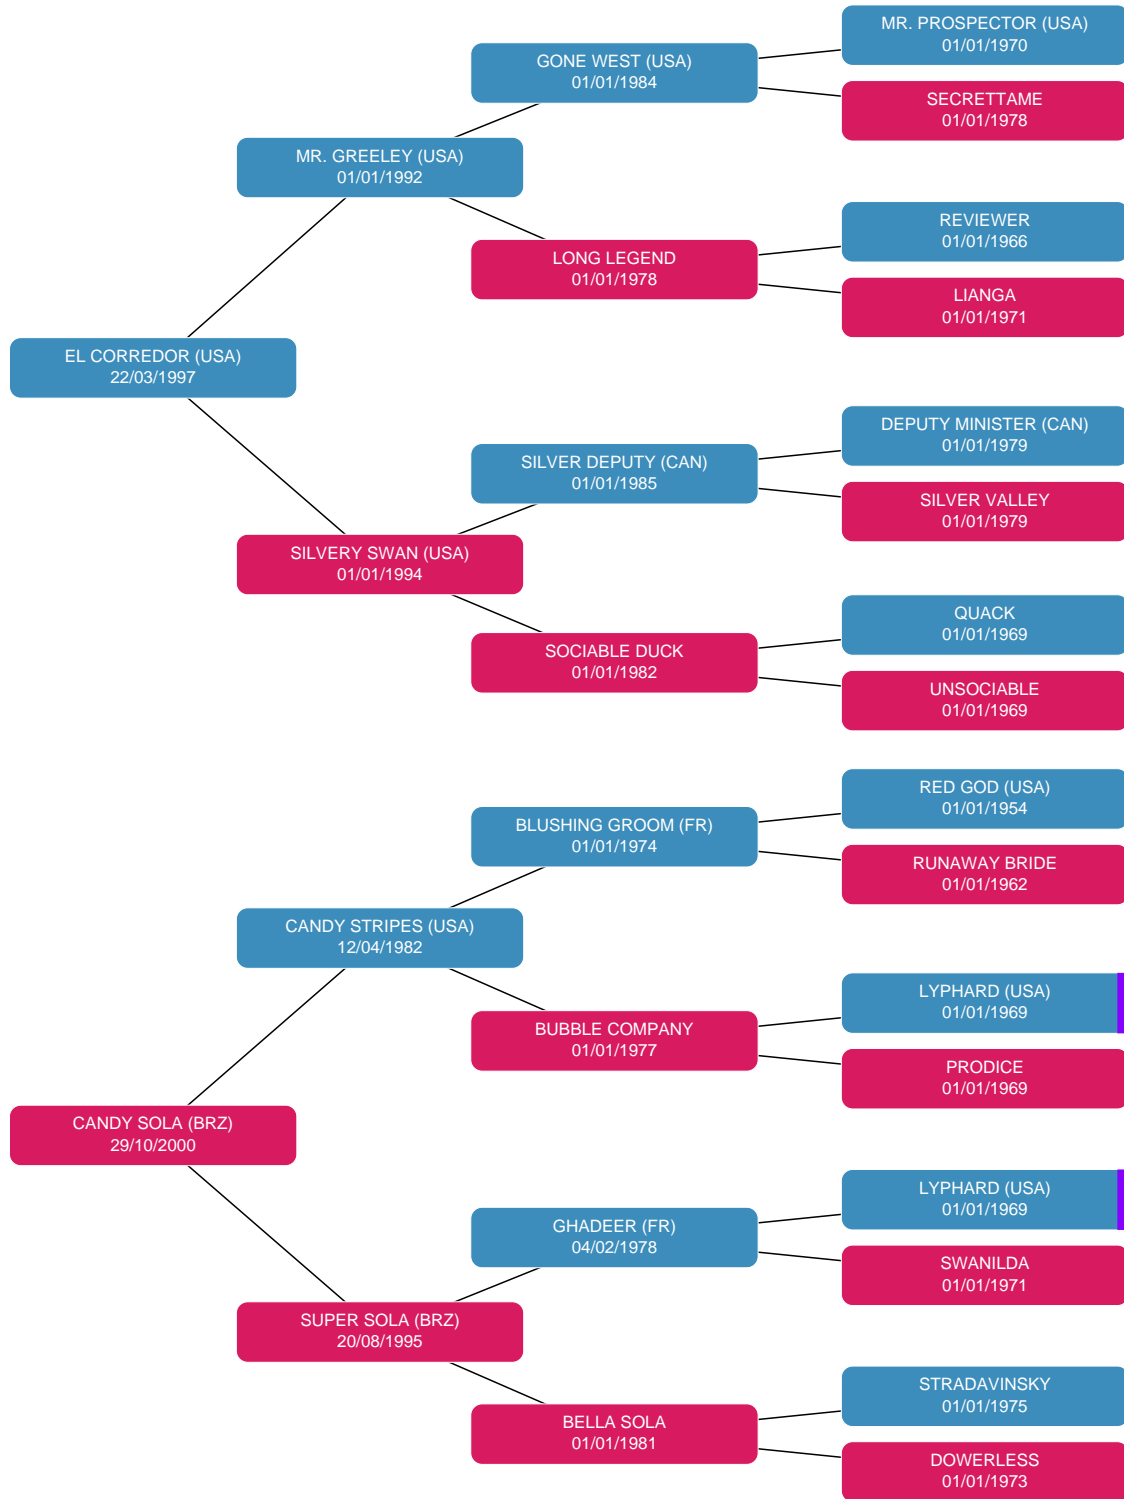 MR. PROSPECTOR (USA)
01/01/1970
GONE WEST (USA)
01/01/1984
SECRETTAME
01/01/1978
MR. GREELEY (USA)
01/01/1992
REVIEWER
01/01/1966
LONG LEGEND
01/01/1978
LIANGA
01/01/1971
EL CORREDOR (USA)
22/03/1997
DEPUTY MINISTER (CAN)
01/01/1979
SILVER DEPUTY (CAN)
01/01/1985
SILVER VALLEY
01/01/1979
SILVERY SWAN (USA)
01/01/1994
QUACK
01/01/1969
SOCIABLE DUCK
01/01/1982
UNSOCIABLE
01/01/1969
RED GOD (USA)
01/01/1954
BLUSHING GROOM (FR)
01/01/1974
RUNAWAY BRIDE
01/01/1962
CANDY STRIPES (USA)
12/04/1982
LYPHARD (USA)
01/01/1969
BUBBLE COMPANY
01/01/1977
PRODICE
01/01/1969
CANDY SOLA (BRZ)
29/10/2000
LYPHARD (USA)
01/01/1969
GHADEER (FR)
04/02/1978
SWANILDA
01/01/1971
SUPER SOLA (BRZ)
20/08/1995
STRADAVINSKY
01/01/1975
BELLA SOLA
01/01/1981
DOWERLESS
01/01/1973